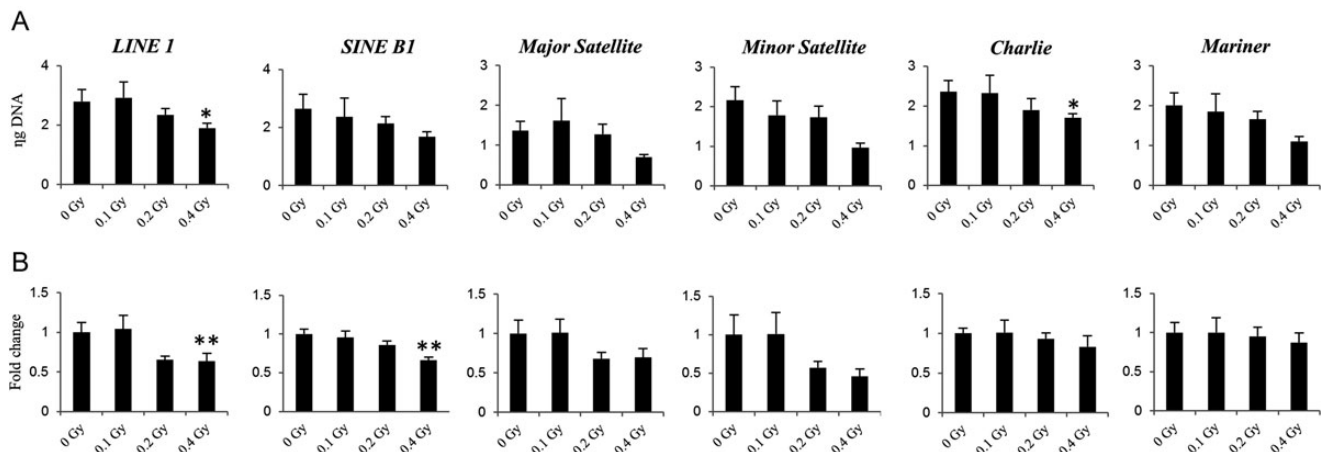 A
LINE 1 SINE B1 Major Satellite Minor Satellite Charlie Mariner
ηg DNA
4 4 3 3 3 3
2 2 2 2 2 2
1 1 1 1
0 0 0 0 0 0
* *
0 Gy 0.1 Gy 0.2 Gy 0.4 Gy 0 Gy 0.1 Gy 0.2 Gy 0.4 Gy 0 Gy 0.1 Gy 0.2 Gy 0.4 Gy 0 Gy 0.1 Gy 0.2 Gy 0.4 Gy 0 Gy 0.1 Gy 0.2 Gy 0.4 Gy 0 Gy 0.1 Gy 0.2 Gy 0.4 Gy
B
Fold change
1.5 1.5 1.5 1.5 1.5 1.5
1 1 1 1 1 1
** **
0.5 0.5 0.5 0.5 0.5 0.5
0 0 0 0 0 0
0 Gy 0.1 Gy 0.2 Gy 0.4 Gy 0 Gy 0.1 Gy 0.2 Gy 0.4 Gy 0 Gy 0.1 Gy 0.2 Gy 0.4 Gy 0 Gy 0.1 Gy 0.2 Gy 0.4 Gy 0 Gy 0.1 Gy 0.2 Gy 0.4 Gy 0 Gy 0.1 Gy 0.2 Gy 0.4 Gy